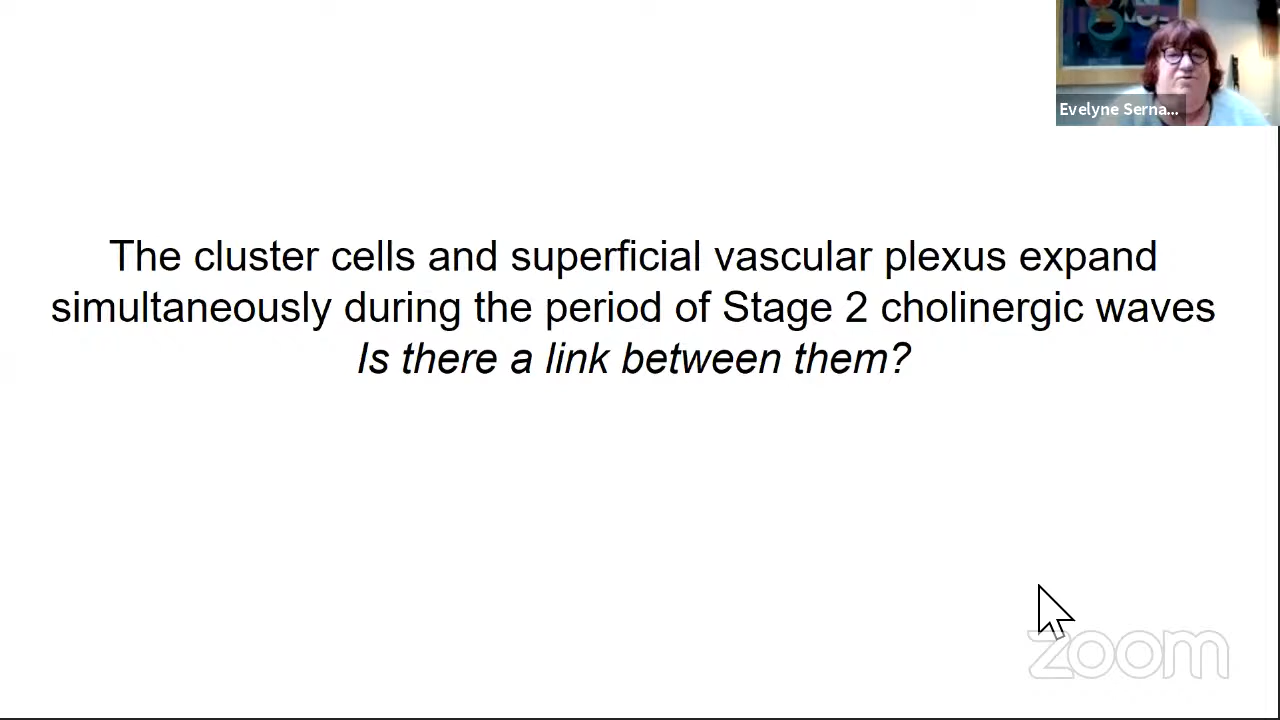 Evelyne Serna...
The cluster cells and superficial vascular plexus expand
simultaneously during the period of Stage 2 cholinergic waves
Is there a link between them?
zoom